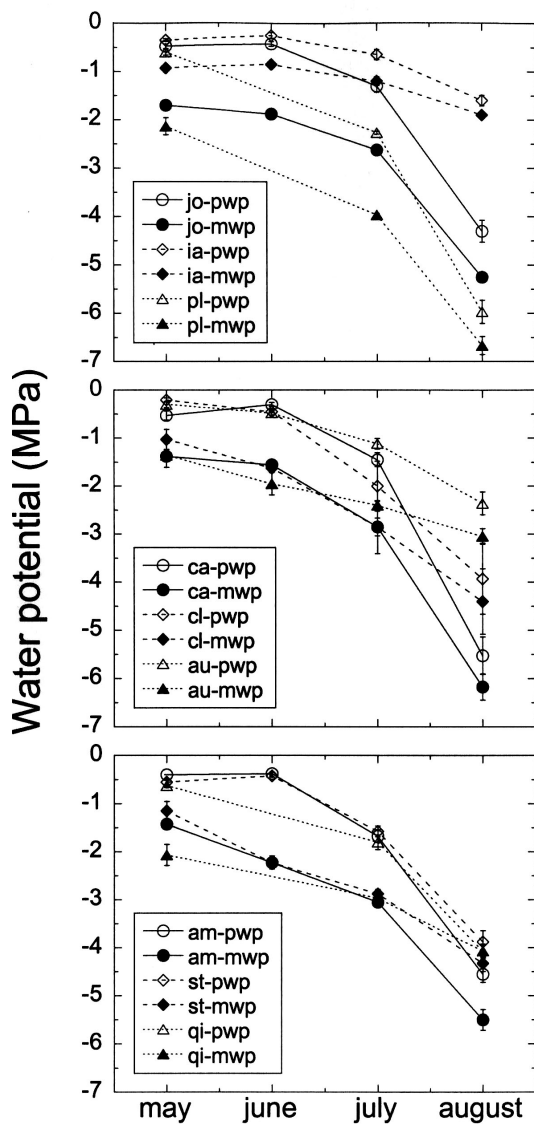 Water potential (MPa)
0
-1
-2
-3
-4
-5
-6
-7
jo-pwp
jo-mwp
ia-pwp
ia-mwp
pl-pwp
pl-mwp
0
-1
-2
-3
-4
-5
-6
-7
ca-pwp
ca-mwp
cl-pwp
cl-mwp
au-pwp
au-mwp
0
-1
-2
-3
-4
-5
-6
-7
am-pwp
am-mwp
st-pwp
st-mwp
qi-pwp
qi-mwp
may june july august